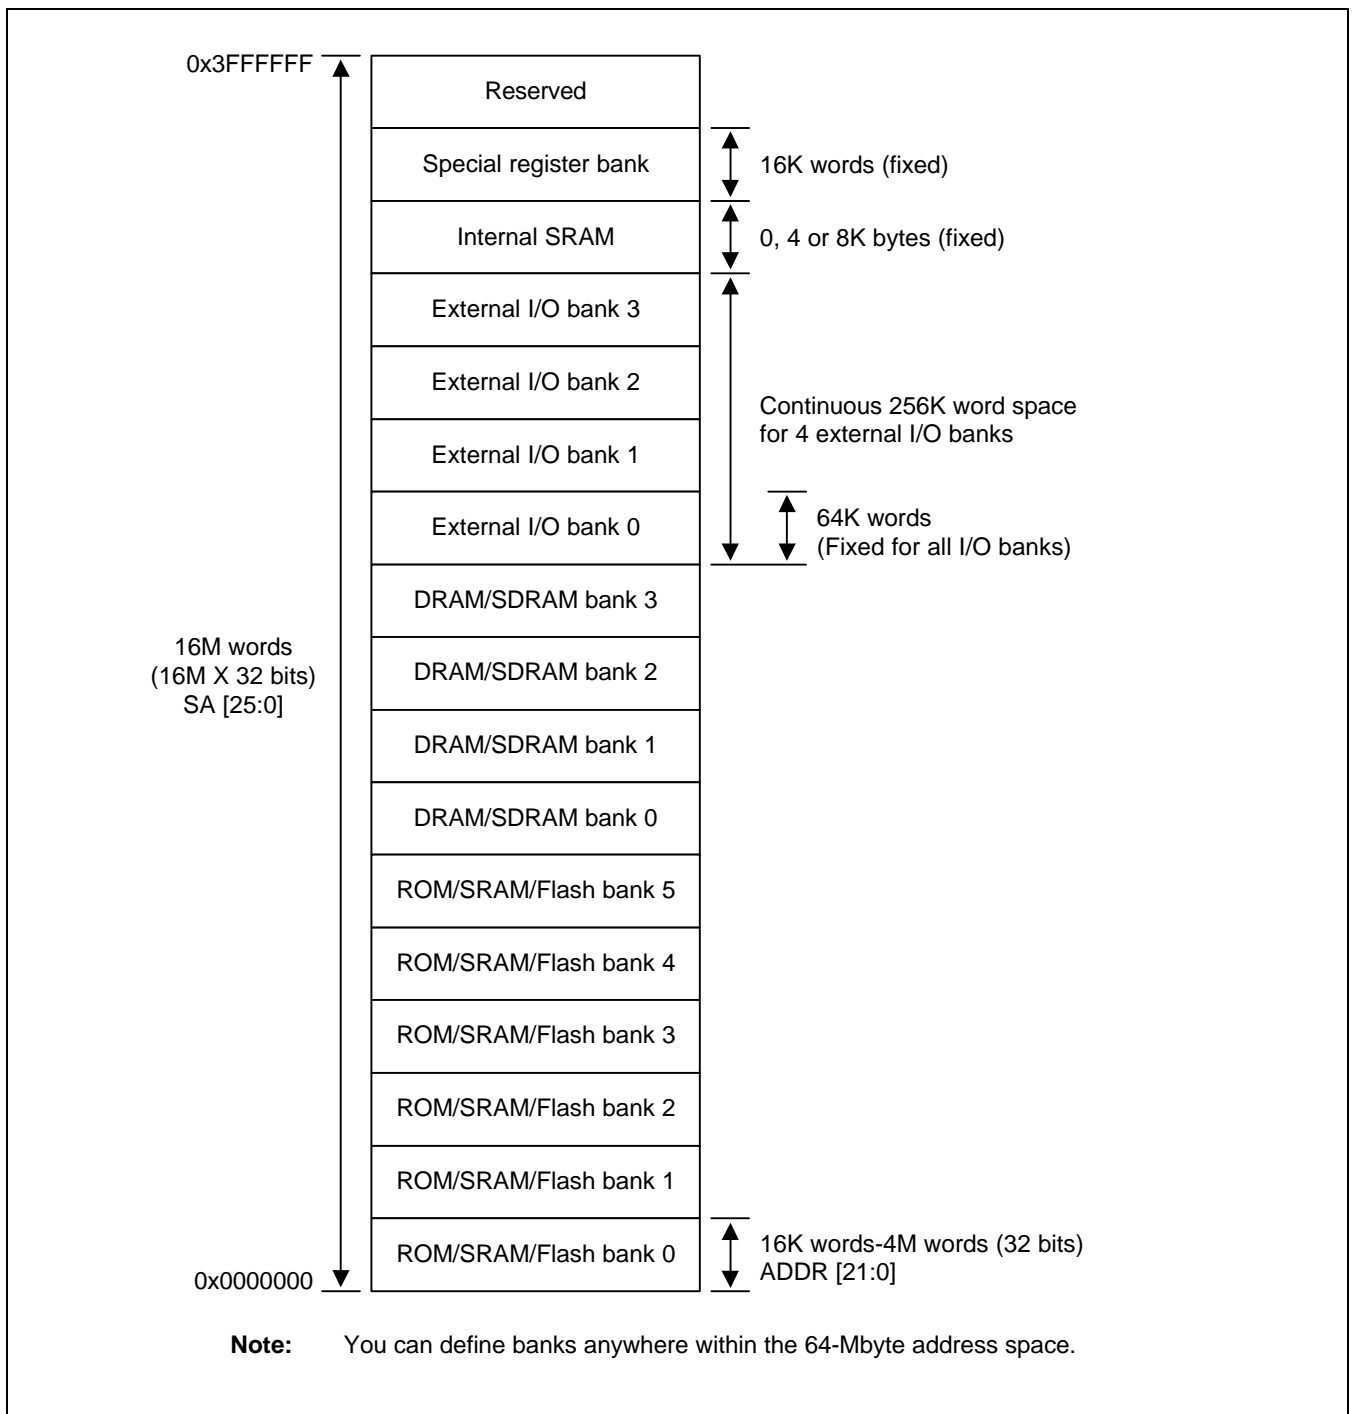 0x3FFFFFF
Reserved
Special register bank
16K words (fixed)
Internal SRAM
0, 4 or 8K bytes (fixed)
External I/O bank 3
External I/O bank 2
Continuous 256K word space
for 4 external I/O banks
External I/O bank 1
External I/O bank 0
64K words
(Fixed for all I/O banks)
DRAM/SDRAM bank 3
16M words
(16M X 32 bits)
SA [25:0]
DRAM/SDRAM bank 2
DRAM/SDRAM bank 1
DRAM/SDRAM bank 0
ROM/SRAM/Flash bank 5
ROM/SRAM/Flash bank 4
ROM/SRAM/Flash bank 3
ROM/SRAM/Flash bank 2
ROM/SRAM/Flash bank 1
ROM/SRAM/Flash bank 0
16K words-4M words (32 bits)
ADDR [21:0]
0x0000000
Note: You can define banks anywhere within the 64-Mbyte address space.